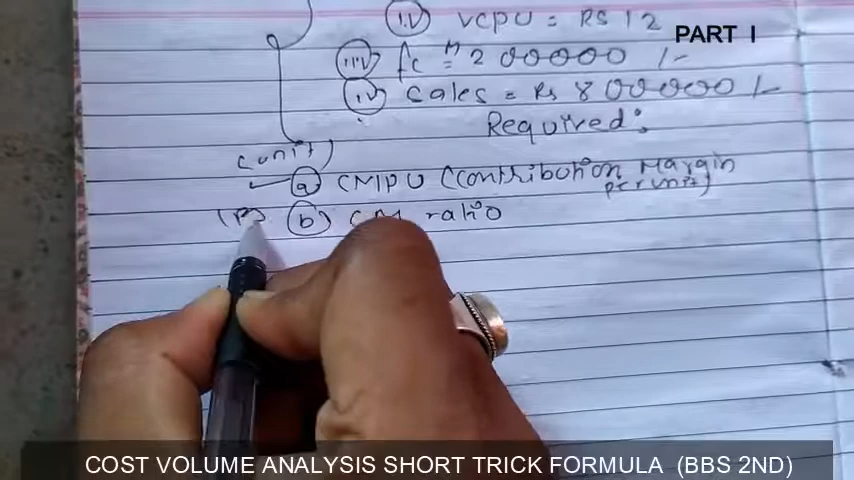 (iv) VCPU = RS 12
PART I
(iii) fc " = 200000 /-
(iv) Sales = Rs 800000 /-
Required:
(unit)
(a) CMPU (Contribution Margin
per unit)
(P) (b) CM ratio
COST VOLUME ANALYSIS SHORT TRICK FORMULA (BBS 2ND)